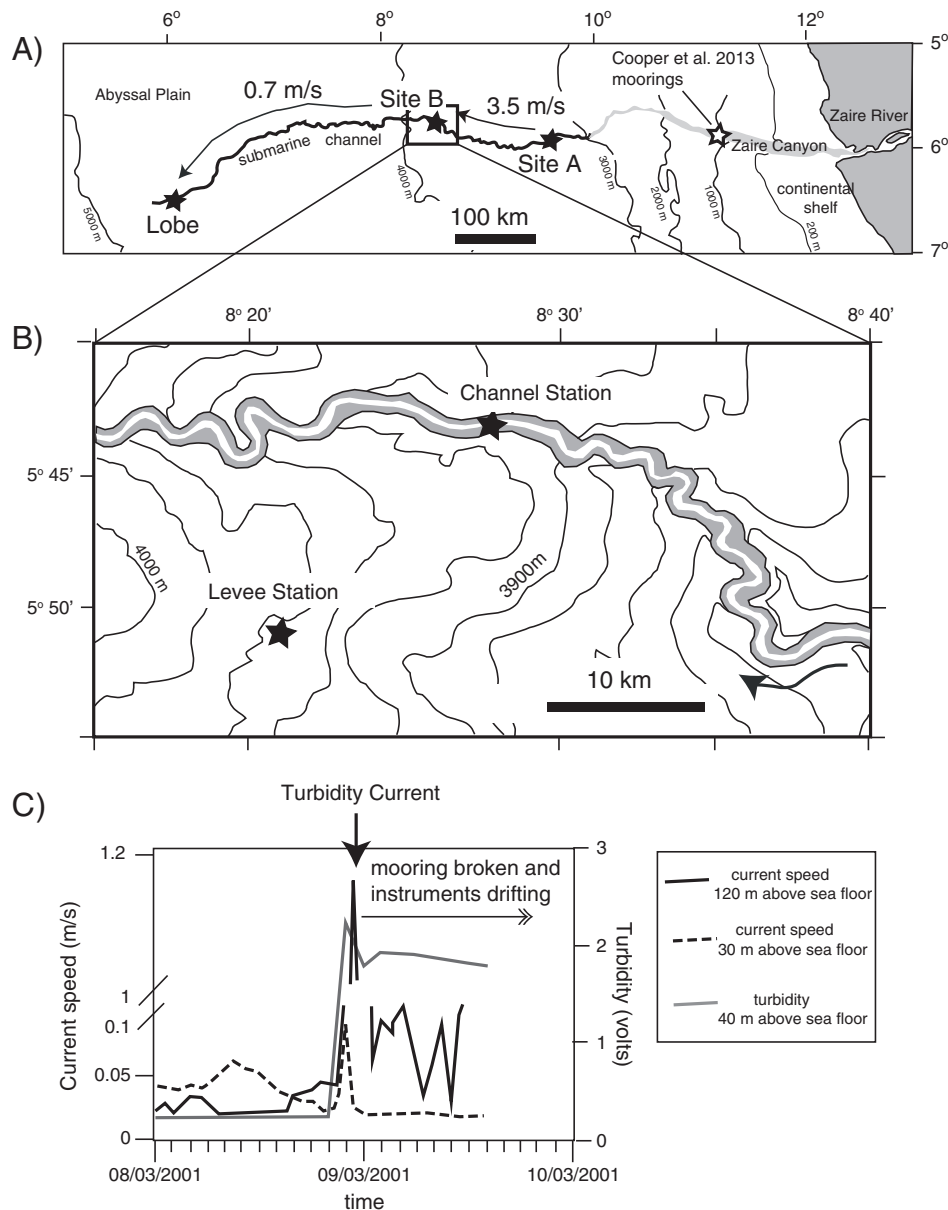 A)
6°
8°
10°
12°
5°
Cooper et al. 2013
moorings
Abyssal Plain
0.7 m/s
Site B
3.5 m/s
Zaire River
submarine channel
Zaire Canyon
6°
Site A
Lobe
5000 m
4000 m
3000 m
2000 m
1000 m
200 m
continental
shelf
100 km
7°
B)
8° 20'
8° 30'
8° 40'
Channel Station
5° 45'
4000 m
3900m
Levee Station
5° 50'
10 km
C)
Turbidity Current
1.2
3
mooring broken and
instruments drifting
Current speed (m/s)
2
Turbidity (volts)
1
0.1
1
0.05
0
0
08/03/2001
09/03/2001
10/03/2001
time
current speed
120 m above sea floor
current speed
30 m above sea floor
turbidity
40 m above sea floor